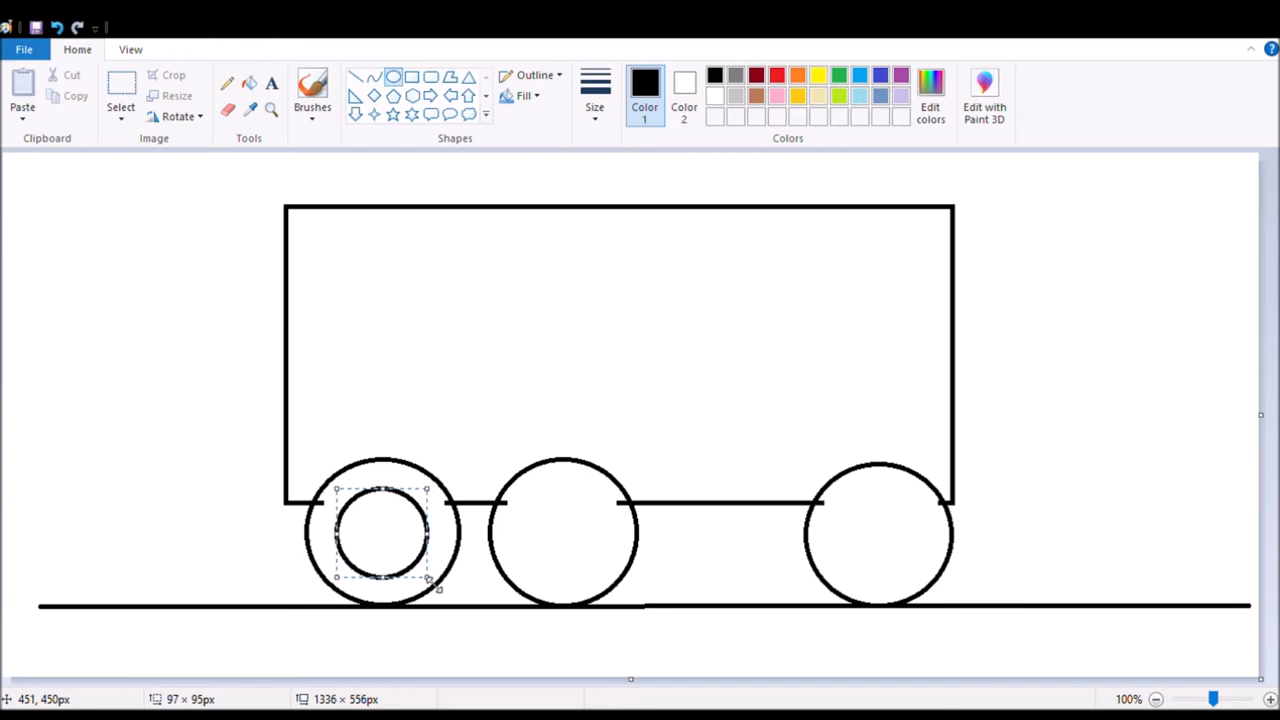 File Home View
Paste
Cut
Copy
Clipboard
Select
Crop
Resize
Rotate
Image
A
Tools
Brushes
Shapes
Outline
Fill
Size
Color
1
Color
2
Edit
colors
Colors
Edit with
Paint 3D
?
451, 450px 97 × 95px 1336 × 556px 100%